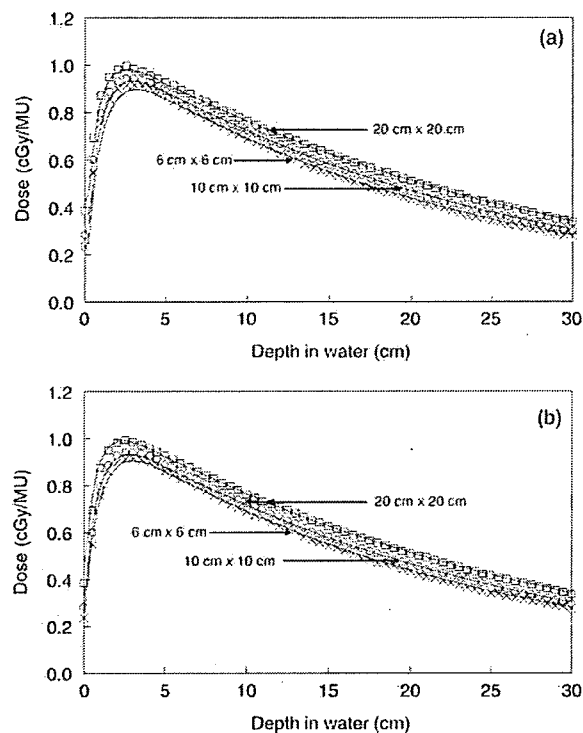 (a)
1.2
1.0
0.8
0.6
0.4
0.2
0.0
Dose (cGy/MU)
20 cm x 20 cm
6 cm x 6 cm
10 cm x 10 cm
0 5 10 15 20 25 30
Depth in water (cm)
(b)
1.2
1.0
0.8
0.6
0.4
0.2
0.0
Dose (cGy/MU)
20 cm x 20 cm
6 cm x 6 cm
10 cm x 10 cm
0 5 10 15 20 25 30
Depth in water (cm)